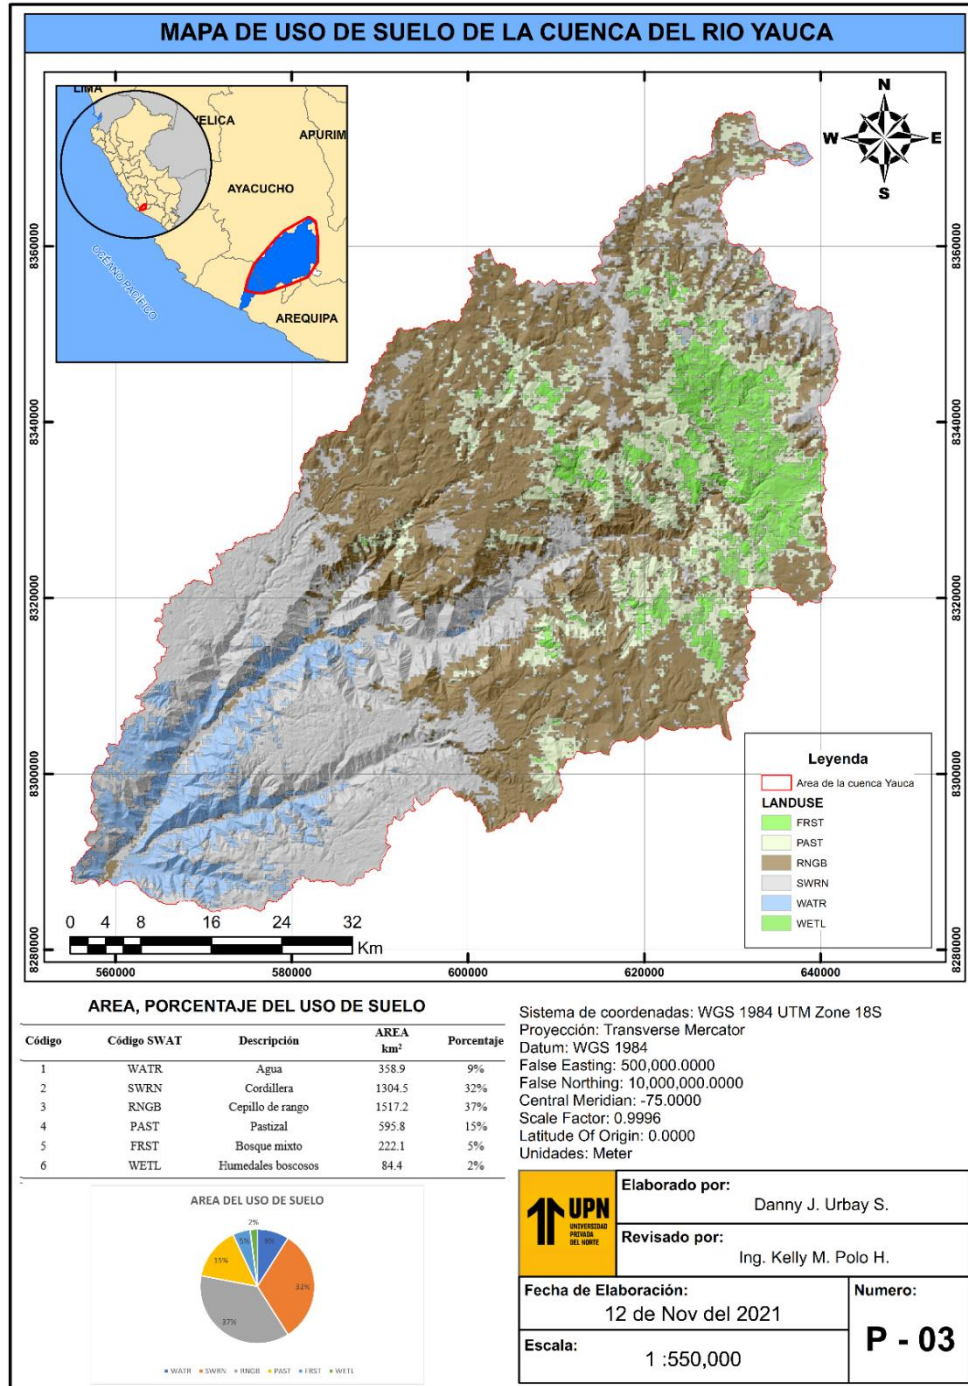 MAPA DE USO DE SUELO DE LA CUENCA DEL RIO YAUCA
LIMA
VELICA
APURIM
AYACUCHO
OCÉANO PACÍFICO
AREQUIPA
N
W E
S
8360000 8360000
8340000 8340000
8320000 8320000
8300000 8300000
8280000 8280000
Leyenda
Area de la cuenca Yauca
LANDUSE
FRST
PAST
RNGB
SWRN
WATR
WETL
0 4 8 16 24 32
Km
560000 580000 600000 620000 640000
AREA, PORCENTAJE DEL USO DE SUELO
Código Código SWAT Descripción AREA km² Porcentaje
1 WATR Agua 358.9 9%
2 SWRN Cordillera 1304.5 32%
3 RNGB Cepillo de rango 1517.2 37%
4 PAST Pastizal 595.8 15%
5 FRST Bosque mixto 222.1 5%
6 WETL Humedales boscosos 84.4 2%
AREA DEL USO DE SUELO
2%
5% 9%
15%
32%
37%
WATR SWRN RNGB PAST FRST WETL
Sistema de coordenadas: WGS 1984 UTM Zone 18S
Proyección: Transverse Mercator
Datum: WGS 1984
False Easting: 500,000.0000
False Northing: 10,000,000.0000
Central Meridian: -75.0000
Scale Factor: 0.9996
Latitude Of Origin: 0.0000
Unidades: Meter
UPN
UNIVERSIDAD
PRIVADA
DEL NORTE
Elaborado por:
Danny J. Urbay S.
Revisado por:
Ing. Kelly M. Polo H.
Fecha de Elaboración:
12 de Nov del 2021
Escala:
1 :550,000
Numero:
P - 03